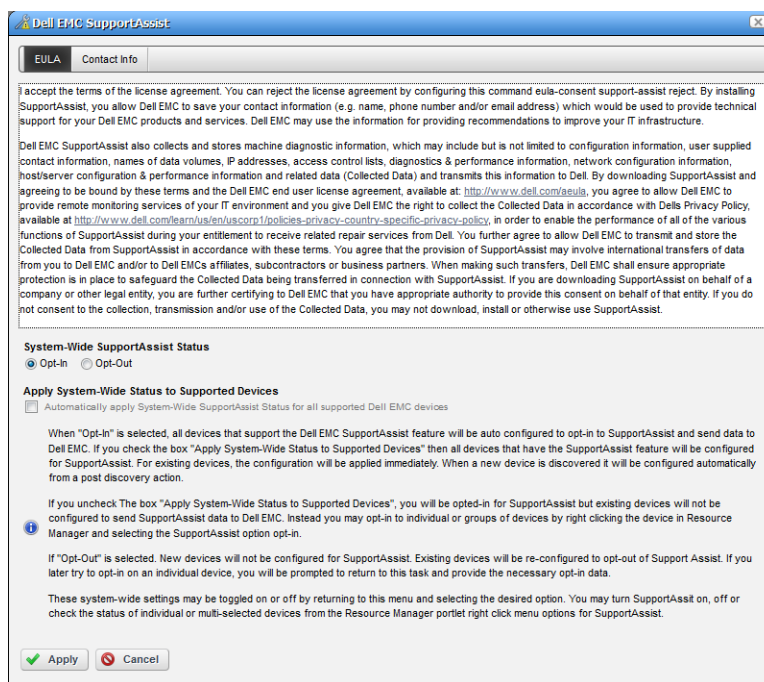 Dell EMC SupportAssist
EULA Contact Info
I accept the terms of the license agreement. You can reject the license agreement by configuring this command eula-consent support-assist reject. By installing
SupportAssist, you allow Dell EMC to save your contact information (e.g. name, phone number and/or email address) which would be used to provide technical
support for your Dell EMC products and services. Dell EMC may use the information for providing recommendations to improve your IT infrastructure.
Dell EMC SupportAssist also collects and stores machine diagnostic information, which may include but is not limited to configuration information, user supplied
contact information, names of data volumes, IP addresses, access control lists, diagnostics & performance information, network configuration information,
host/server configuration & performance information and related data (Collected Data) and transmits this information to Dell. By downloading SupportAssist and
agreeing to be bound by these terms and the Dell EMC end user license agreement, available at: http://www.dell.com/aeula, you agree to allow Dell EMC to
provide remote monitoring services of your IT environment and you give Dell EMC the right to collect the Collected Data in accordance with Dells Privacy Policy,
available at http://www.dell.com/learn/us/en/uscorp1/policies-privacy-country-specific-privacy-policy, in order to enable the performance of all of the various
functions of SupportAssist during your entitlement to receive related repair services from Dell. You further agree to allow Dell EMC to transmit and store the
Collected Data from SupportAssist in accordance with these terms. You agree that the provision of SupportAssist may involve international transfers of data
from you to Dell EMC and/or to Dell EMCs affiliates, subcontractors or business partners. When making such transfers, Dell EMC shall ensure appropriate
protection is in place to safeguard the Collected Data being transferred in connection with SupportAssist. If you are downloading SupportAssist on behalf of a
company or other legal entity, you are further certifying to Dell EMC that you have appropriate authority to provide this consent on behalf of that entity. If you do
not consent to the collection, transmission and/or use of the Collected Data, you may not download, install or otherwise use SupportAssist.
System-Wide SupportAssist Status
Opt-In Opt-Out
Apply System-Wide Status to Supported Devices
Automatically apply System-Wide SupportAssist Status for all supported Dell EMC devices
When "Opt-In" is selected, all devices that support the Dell EMC SupportAssist feature will be auto configured to opt-in to SupportAssist and send data to
Dell EMC. If you check the box "Apply System-Wide Status to Supported Devices" then all devices that have the SupportAssist feature will be configured
for SupportAssist. For existing devices, the configuration will be applied immediately. When a new device is discovered it will be configured automatically
from a post discovery action.
If you uncheck The box "Apply System-Wide Status to Supported Devices", you will be opted-in for SupportAssist but existing devices will not be
configured to send SupportAssist data to Dell EMC. Instead you may opt-in to individual or groups of devices by right clicking the device in Resource
Manager and selecting the SupportAssist option opt-in.
If "Opt-Out" is selected. New devices will not be configured for SupportAssist. Existing devices will be re-configured to opt-out of Support Assist. If you
later try to opt-in on an individual device, you will be prompted to return to this task and provide the necessary opt-in data.
These system-wide settings may be toggled on or off by returning to this menu and selecting the desired option. You may turn SupportAssit on, off or
check the status of individual or multi-selected devices from the Resource Manager portlet right click menu options for SupportAssist.
Apply Cancel